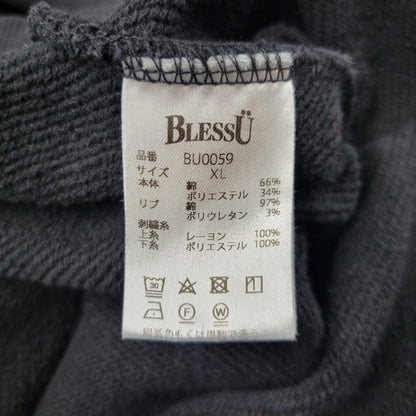 BLESSÜ
品番 BU0059
サイズ XL
本体 綿 66%
ポリエステル 34%
リブ 綿 97%
ポリウレタン 3%
刺繍糸
上糸 レーヨン 100%
下糸 ポリエステル 100%
30
F W